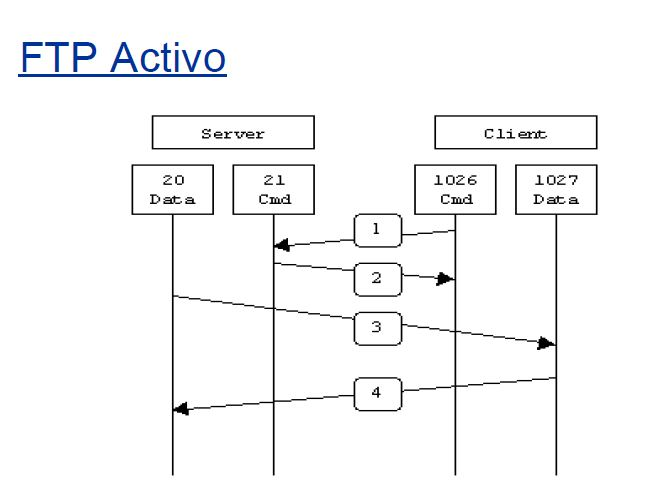 FTP Activo
Server
Client
20
Data
21
Cmd
1026
Cmd
1027
Data
1
2
3
4